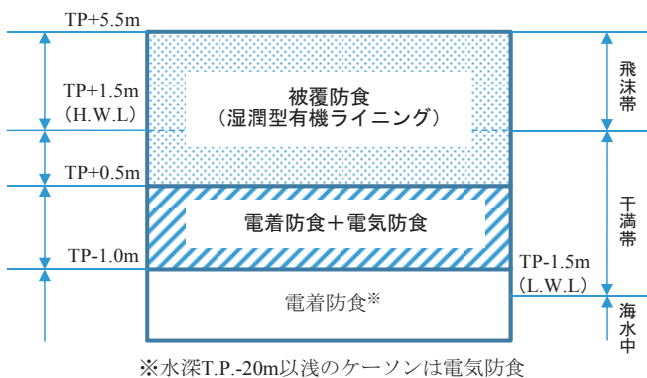 TP+5.5m
TP+1.5m
(H.W.L)
TP+0.5m
TP-1.0m
被覆防食
（湿潤型有機ライニング）
電着防食＋電気防食
電着防食※
TP-1.5m
(L.W.L)
飛沫帯
干満帯
海水中
※水深T.P.-20m以浅のケーソンは電気防食